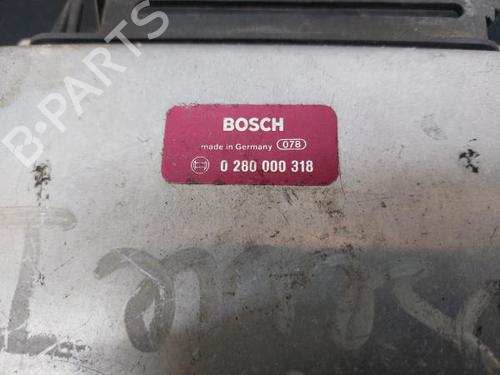 BOSCH
made in Germany 078
0 280 000 318
B-PARTS